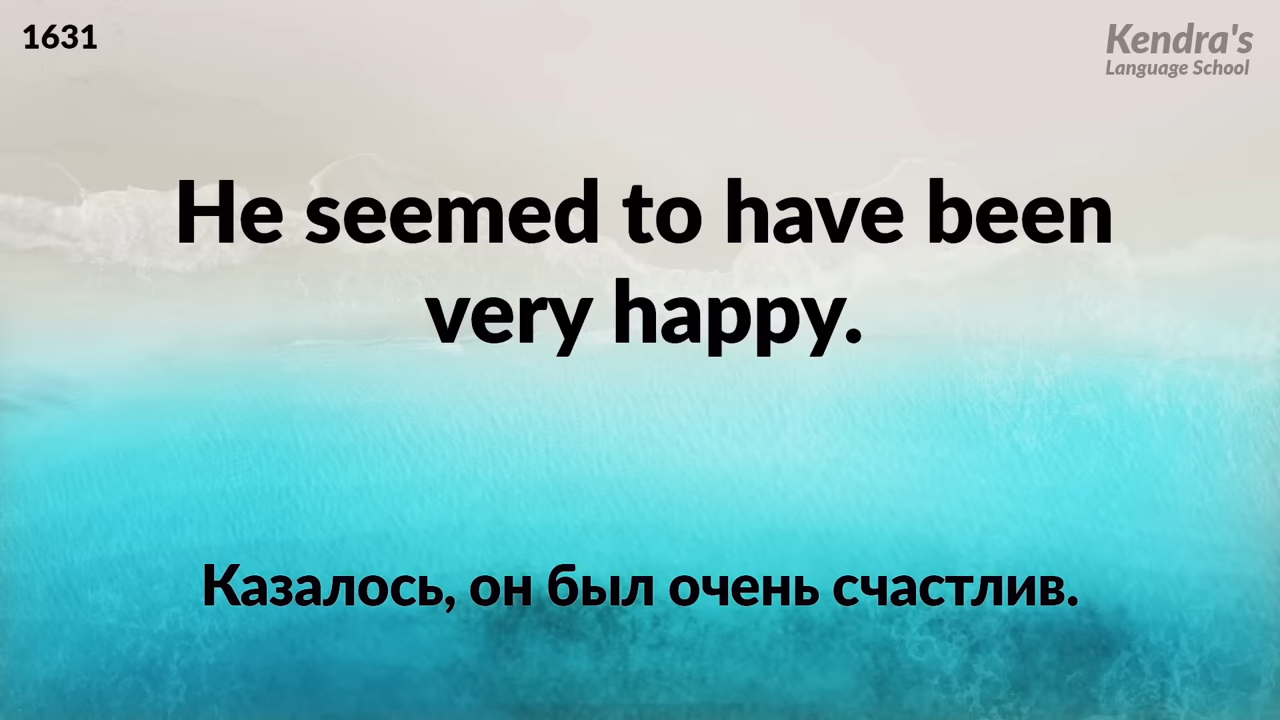 1631
Kendra's
Language School
He seemed to have been
very happy.
Казалось, он был очень счастлив.